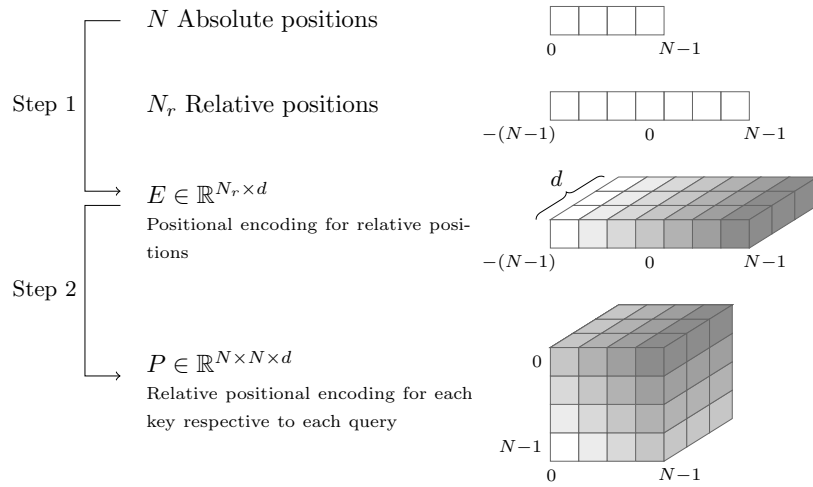 N Absolute positions
0
N−1
Step 1
N_r Relative positions
−(N−1)
0
N−1
E ∈ ℝ^{N_r×d}
Positional encoding for relative posi-
tions
d
−(N−1)
0
N−1
Step 2
P ∈ ℝ^{N×N×d}
Relative positional encoding for each
key respective to each query
0
N−1
0
N−1